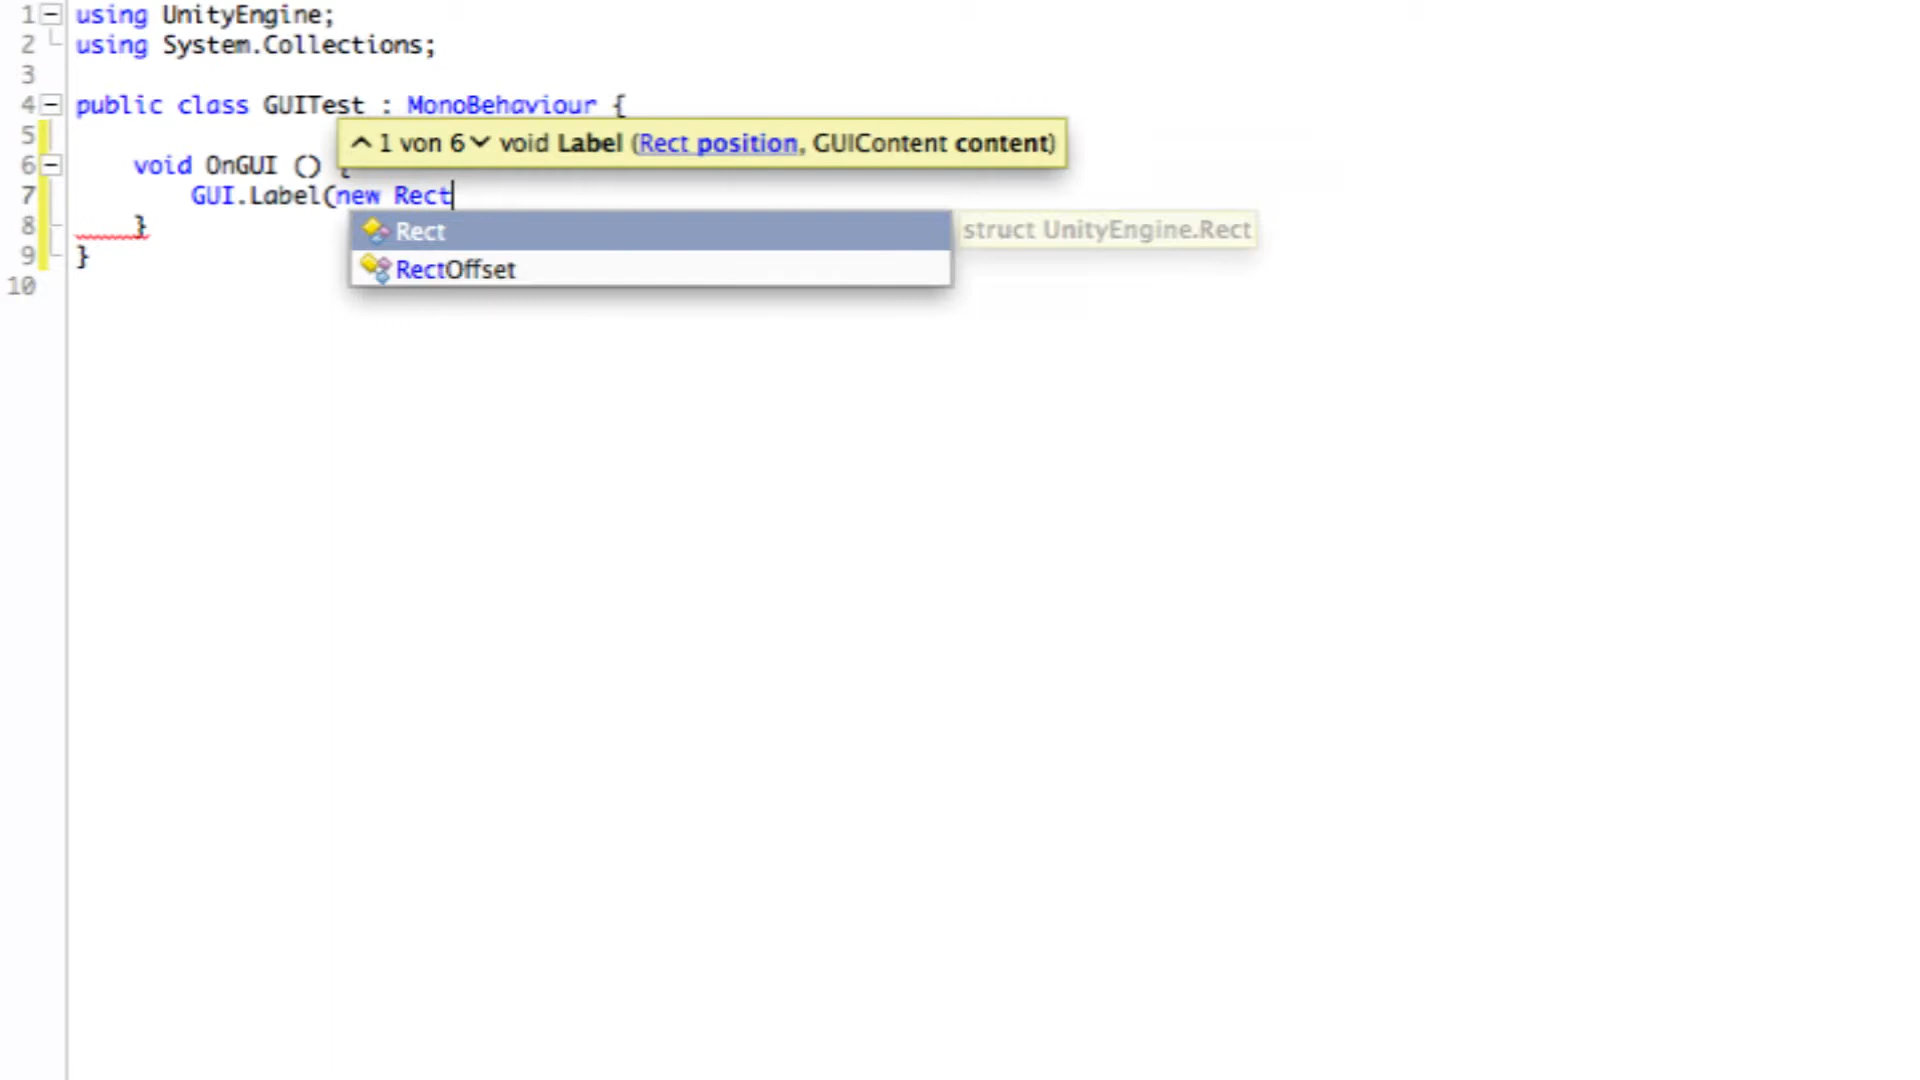 1 using UnityEngine;
2 using System.Collections;
3
4 public class GUITest : MonoBehaviour {
5
1 von 6 void Label (Rect position, GUIContent content)
6 void OnGUI () {
7 GUI.Label(new Rect
8 }
Rect
struct UnityEngine.Rect
9 }
RectOffset
10